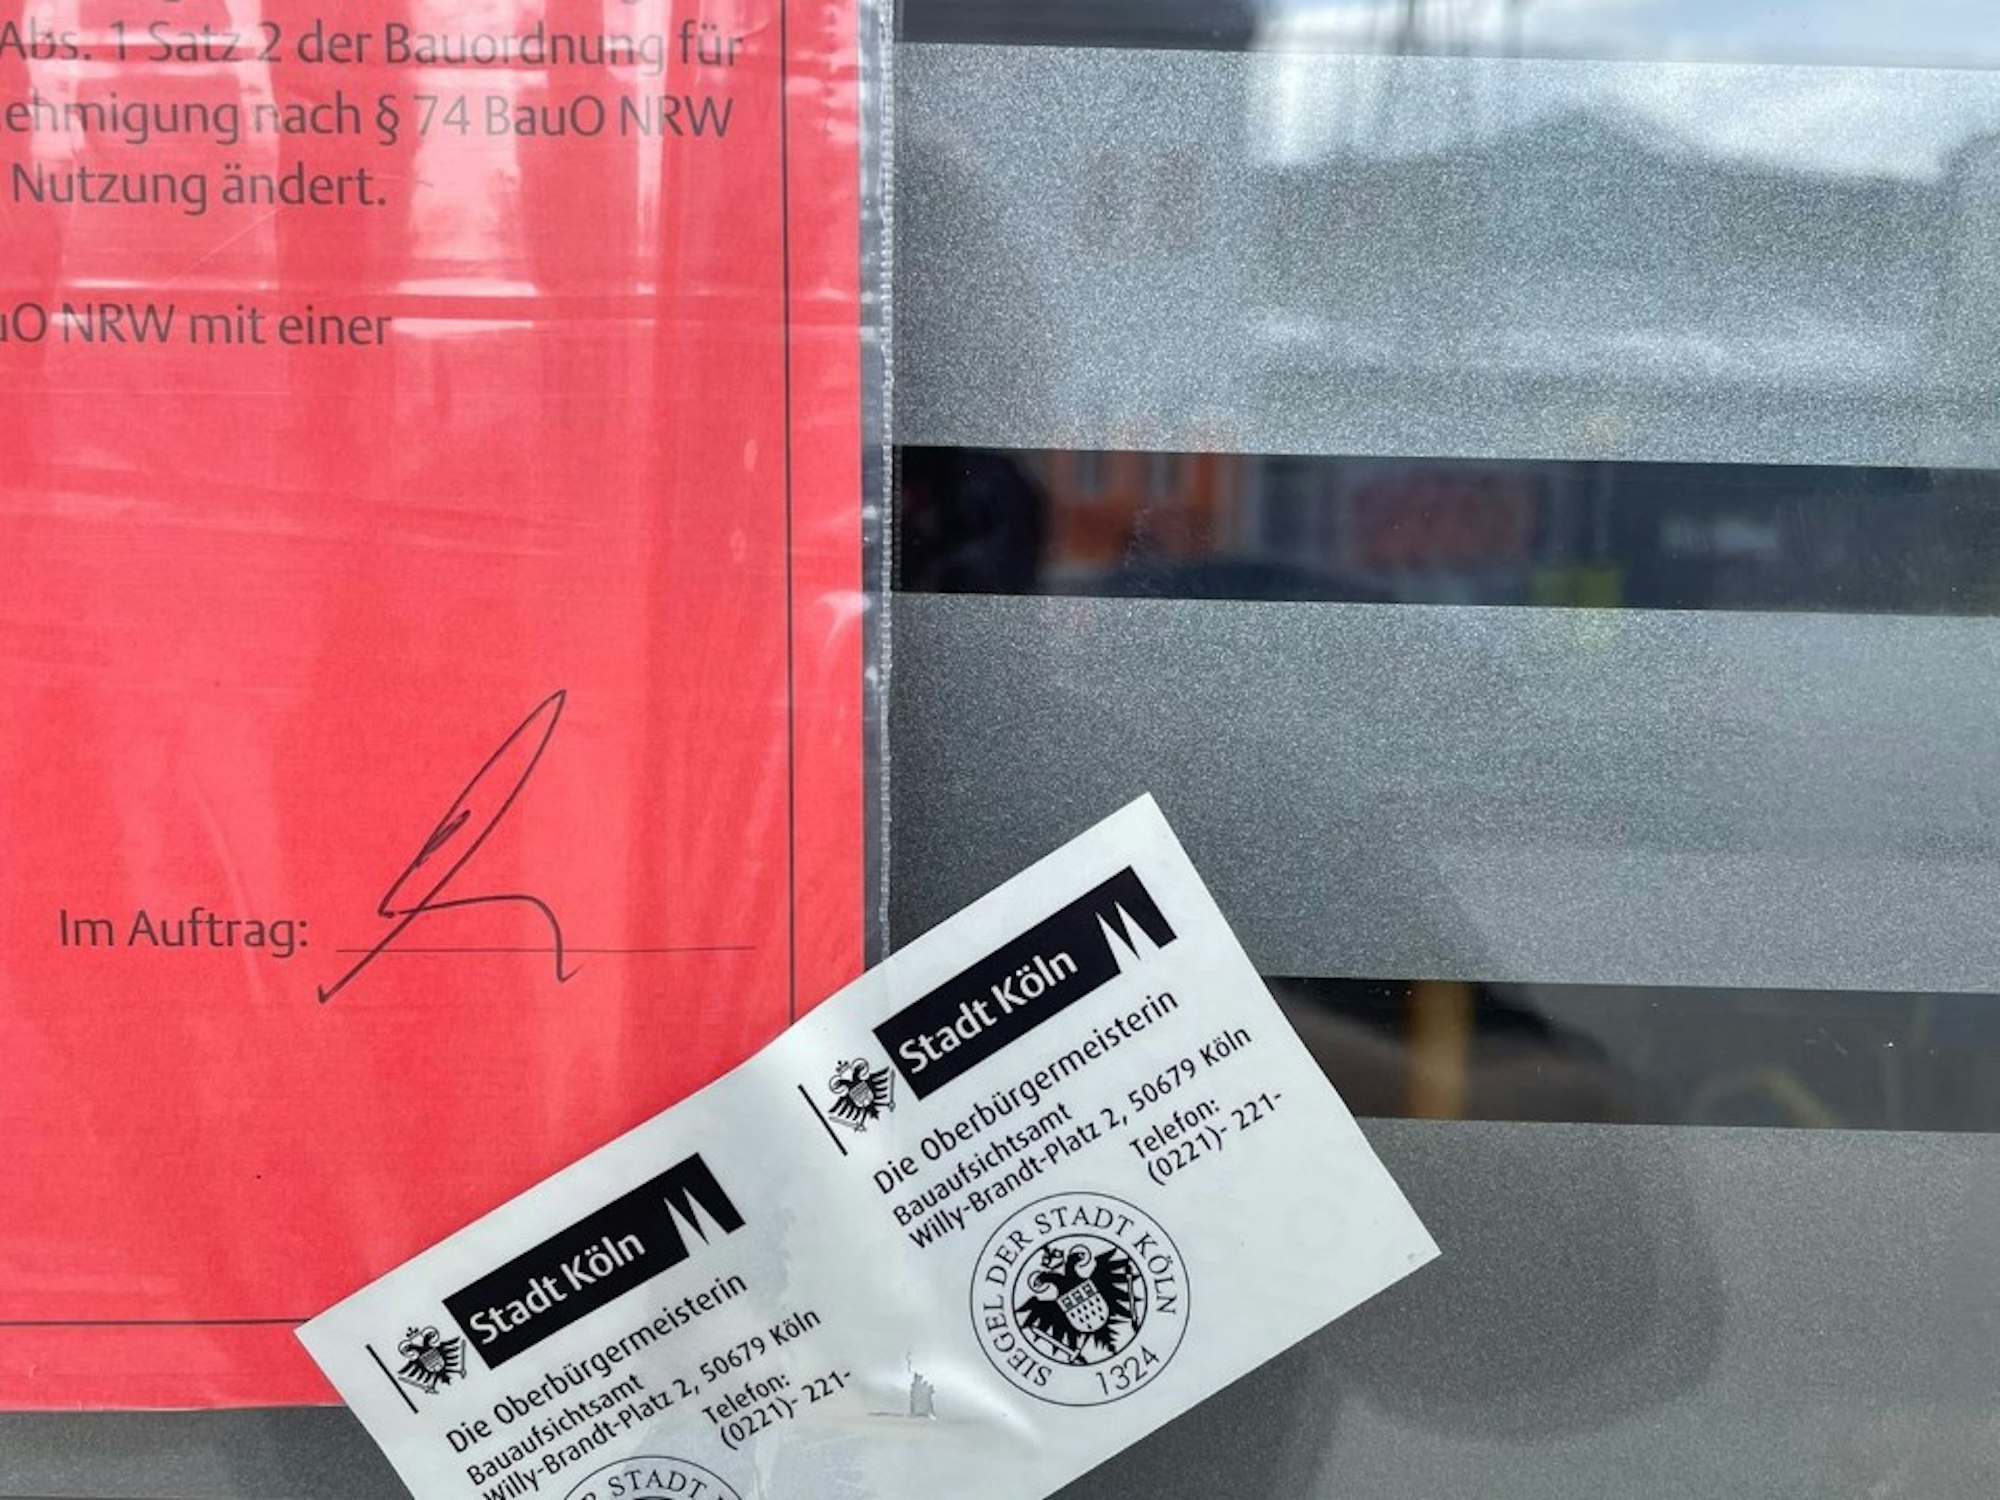 Abs. 1 Satz 2 der Bauordnung für
ehmigung nach § 74 BauO NRW
Nutzung ändert.
uO NRW mit einer
Im Auftrag:
Stadt Köln
Die Oberbürgermeisterin
Bauaufsichtsamt
Willy-Brandt-Platz 2, 50679 Köln
Telefon:
(0221)- 221-
SIEGEL DER STADT KÖLN
1324
Stadt Köln
Die Oberbürgermeisterin
Bauaufsichtsamt
Willy-Brandt-Platz 2, 50679 Köln
Telefon:
(0221)- 221-
R STADT